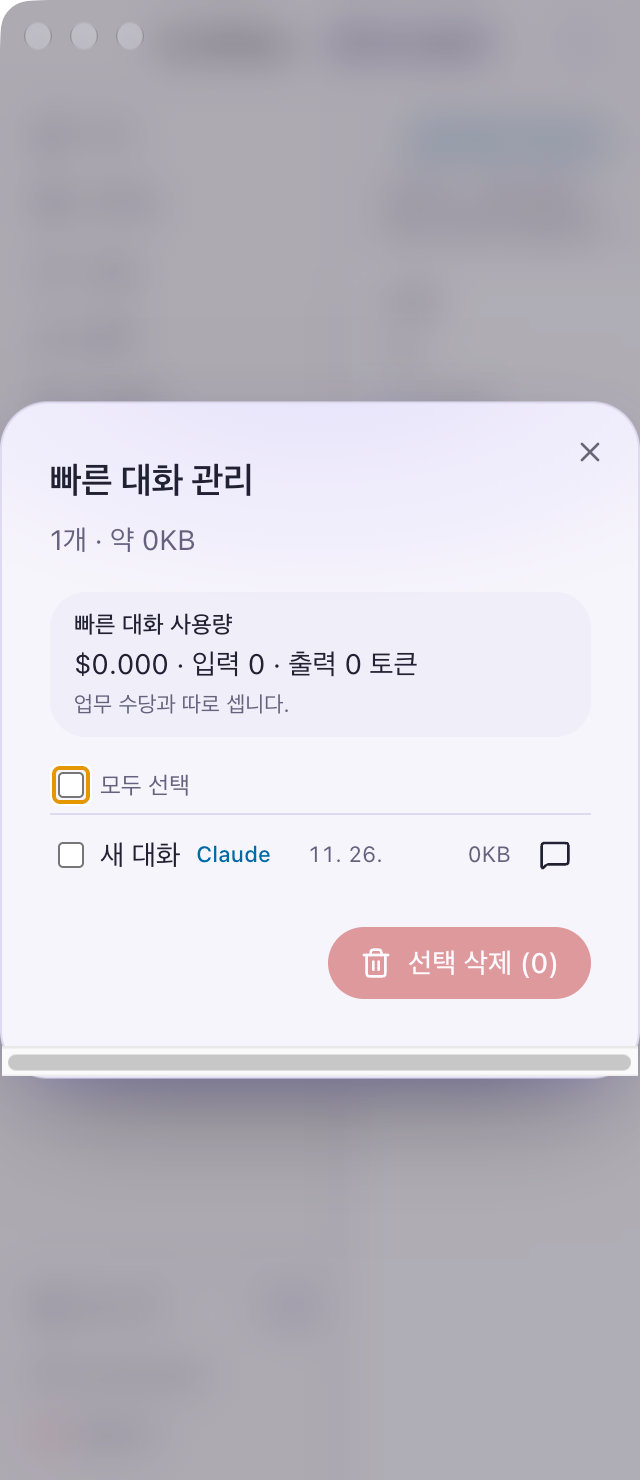 빠른 대화 관리
1개 · 약 0KB
빠른 대화 사용량
$0.000 · 입력 0 · 출력 0 토큰
업무 수당과 따로 셉니다.
모두 선택
새 대화 Claude 11. 26. 0KB
선택 삭제 (0)